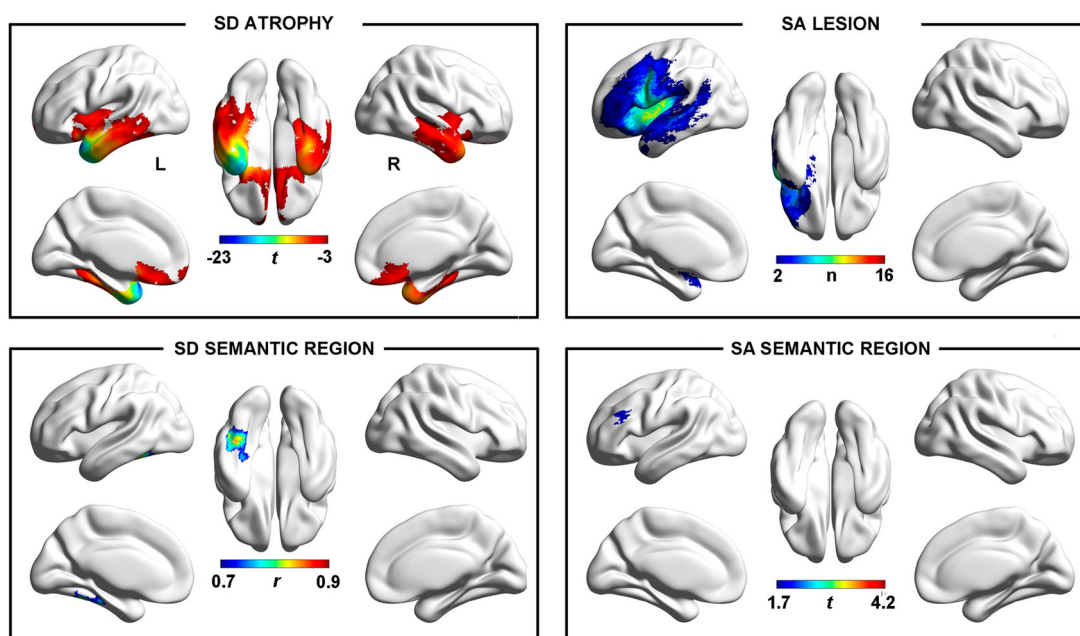 SD ATROPHY
L
R
-23 t -3
SA LESION
2 n 16
SD SEMANTIC REGION
0.7 r 0.9
SA SEMANTIC REGION
1.7 t 4.2